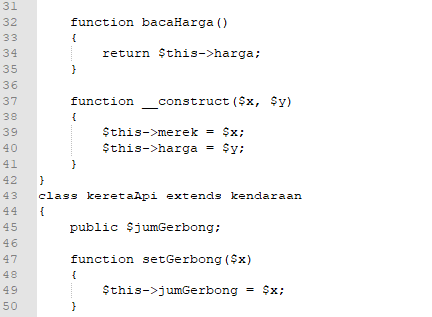 31
32 function bacaHarga()
33 {
34 return $this->harga;
35 }
36
37 function __construct($x, $y)
38 {
39 $this->merek = $x;
40 $this->harga = $y;
41 }
42 }
43 class keretaApi extends kendaraan
44 {
45 public $jumGerbong;
46
47 function setGerbong($x)
48 {
49 $this->jumGerbong = $x;
50 }